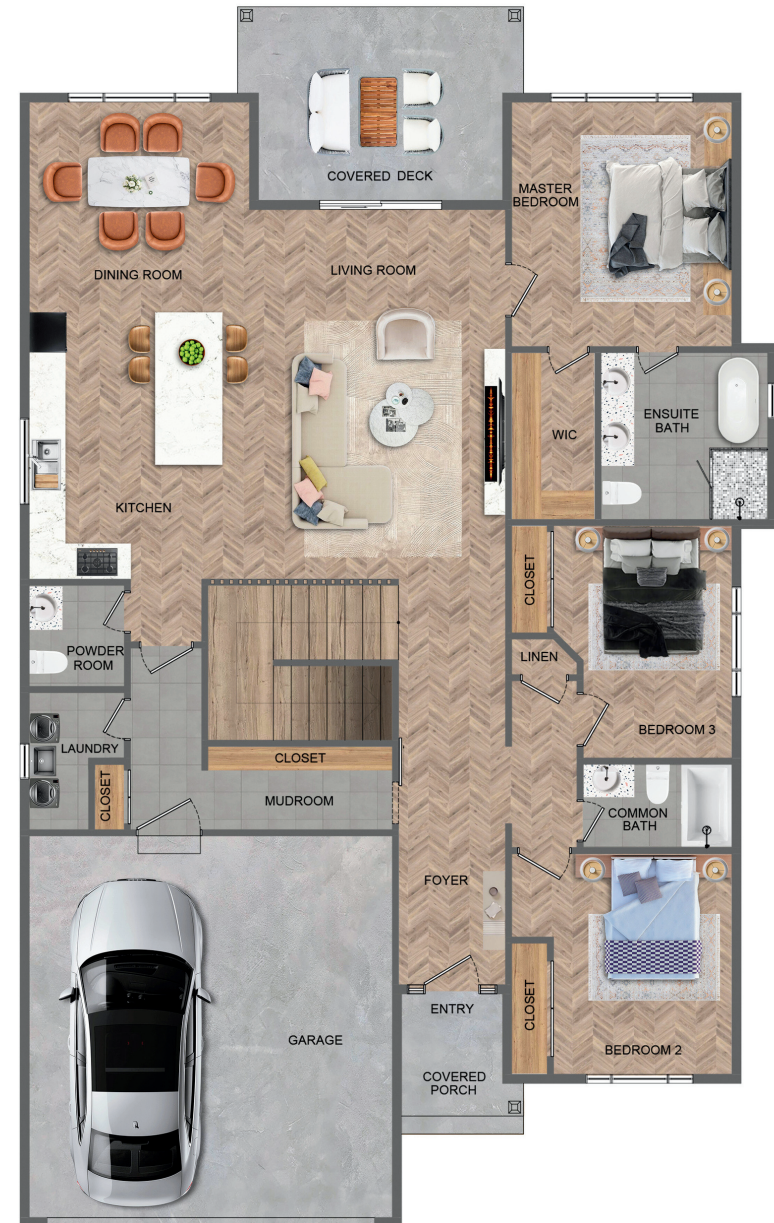 COVERED DECK
MASTER
BEDROOM
DINING ROOM
LIVING ROOM
WIC
ENSUITE
BATH
KITCHEN
CLOSET
POWDER
ROOM
LINEN
BEDROOM 3
LAUNDRY
CLOSET
CLOSET
MUDROOM
COMMON
BATH
FOYER
CLOSET
ENTRY
GARAGE
BEDROOM 2
COVERED
PORCH